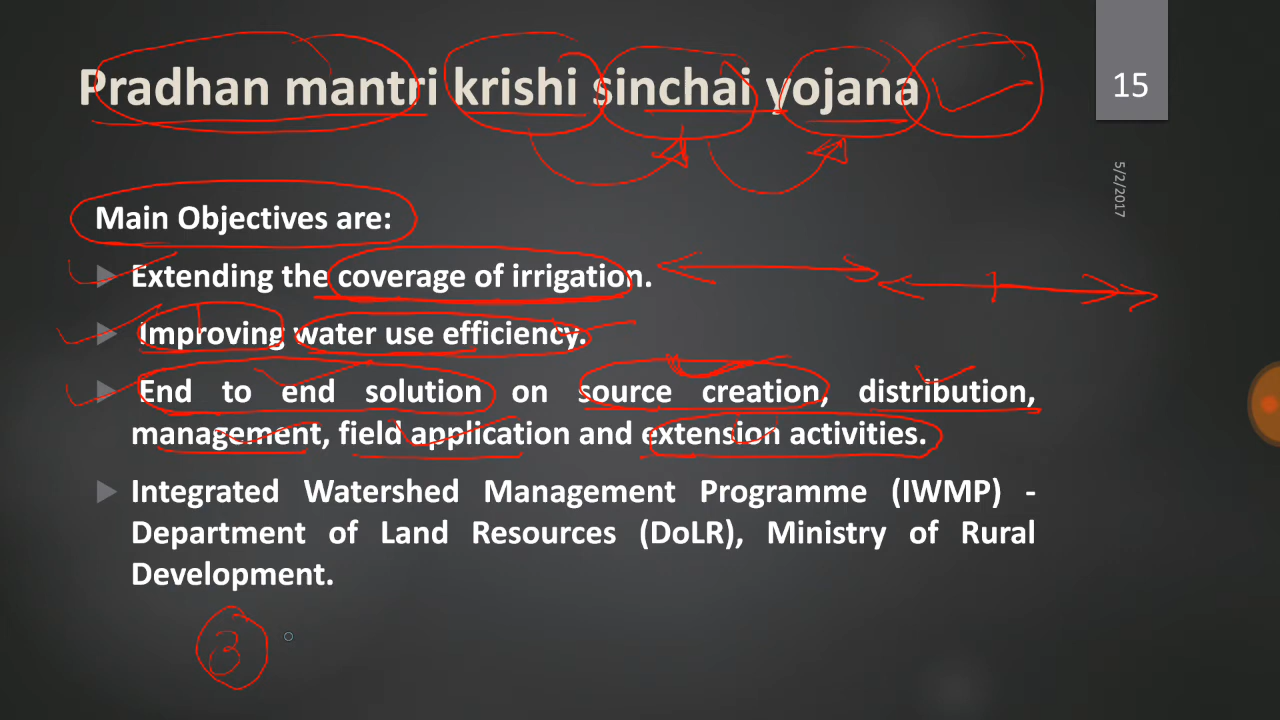 Pradhan mantri krishi sinchai yojana
15
5/2/2017
Main Objectives are:
Extending the coverage of irrigation.
Improving water use efficiency.
End to end solution on source creation, distribution,
management, field application and extension activities.
Integrated Watershed Management Programme (IWMP) -
Department of Land Resources (DoLR), Ministry of Rural
Development.
3